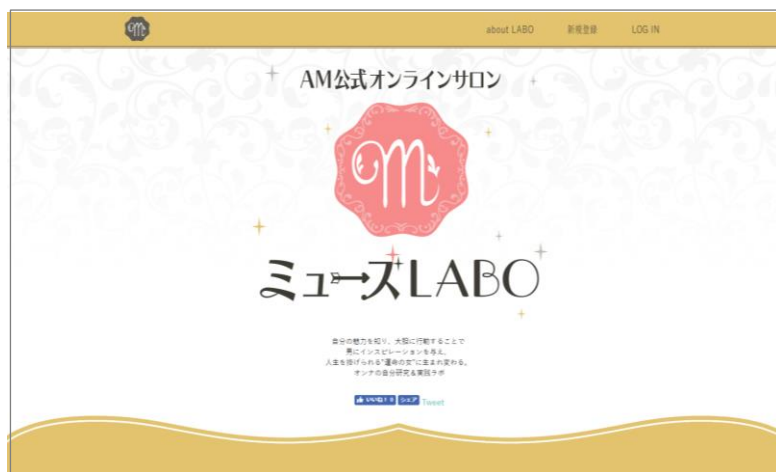 m
about LABO 新規登録 LOG IN
AM公式オンラインサロン
m
ミューズLABO
自分の魅力を知り、大胆に行動することで
男にインスピレーションを与え、
人生を捧げられる"運命の女"に生まれ変わる。
オンナの自分研究&実践ラボ
いいね! 0 シェア Tweet